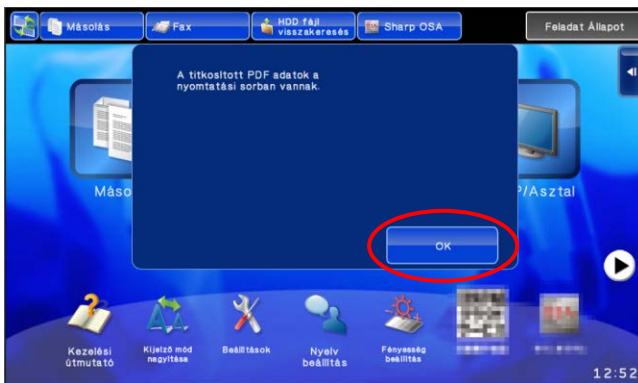 Másolás
Fax
HDD fájl
visszakeresés
Sharp OSA
Feladat Állapot
A titkosított PDF adatok a
nyomtatási sorban vannak.
Máso
P/Asztal
OK
Kezelési
útmutató
Kijelző mód
nagyítása
Beállítások
Nyelv
beállítás
Fényesség
beállítás
12:52